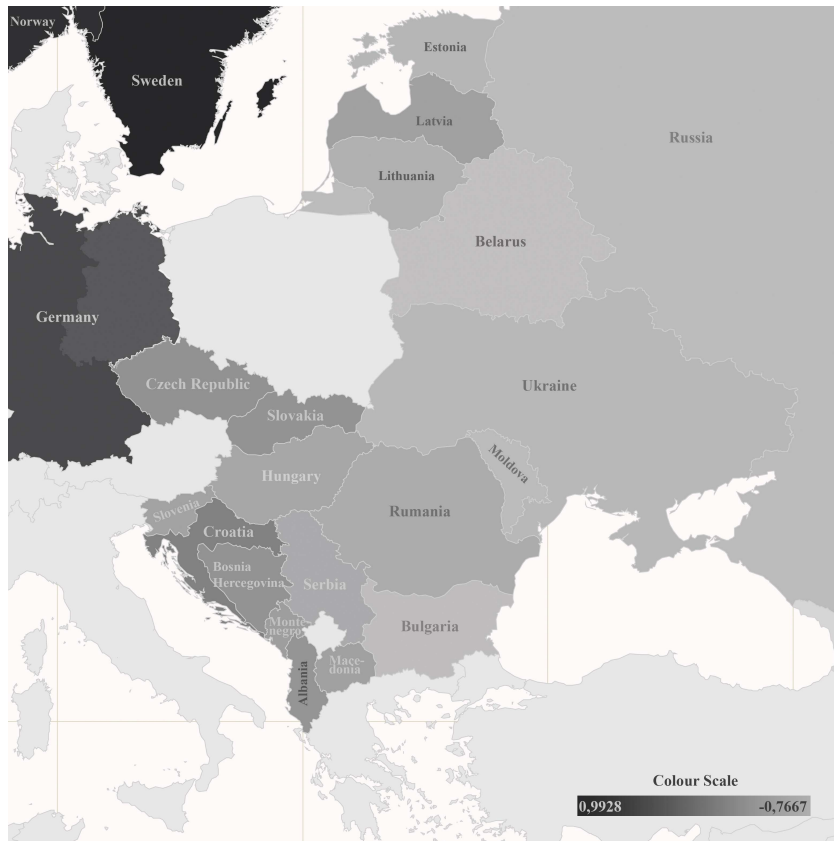 Norway
Sweden
Estonia
Latvia
Lithuania
Russia
Belarus
Germany
Czech Republic
Slovakia
Ukraine
Hungary
Moldova
Slovenia
Rumania
Croatia
Bosnia
Hercegovina
Serbia
Monte-
negro
Bulgaria
Albania
Maçe-
donia
Colour Scale
0,9928 -0,7667